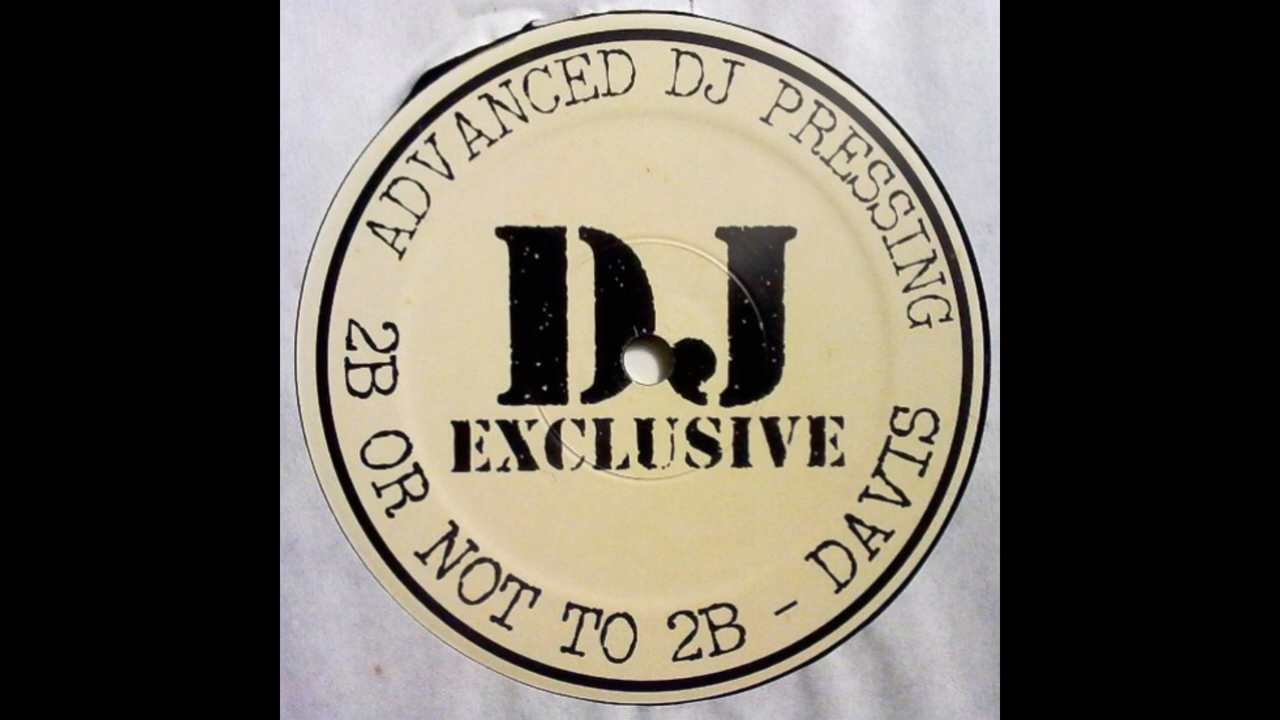 ADVANCED DJ PRESSING
DJ
EXCLUSIVE
2B OR NOT TO 2B - DAVIS